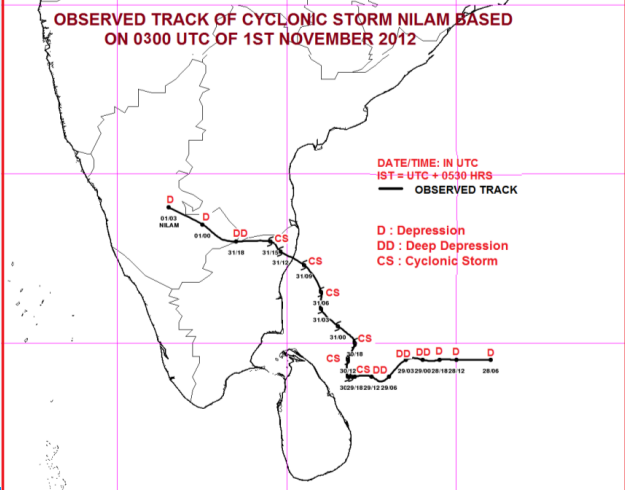 OBSERVED TRACK OF CYCLONIC STORM NILAM BASED
ON 0300 UTC OF 1ST NOVEMBER 2012
DATE/TIME: IN UTC
IST = UTC + 0530 HRS
OBSERVED TRACK
D : Depression
DD : Deep Depression
CS : Cyclonic Storm
D
01/03
NILAM
D
01/00
DD
31/18
CS
31/15
31/12
CS
31/09
CS
31/06
31/03
31/00
CS
30/18
CS
30/12
CS DD
29/18 29/12 29/06
DD DD D D D
29/03 29/00 28/18 28/12 28/06